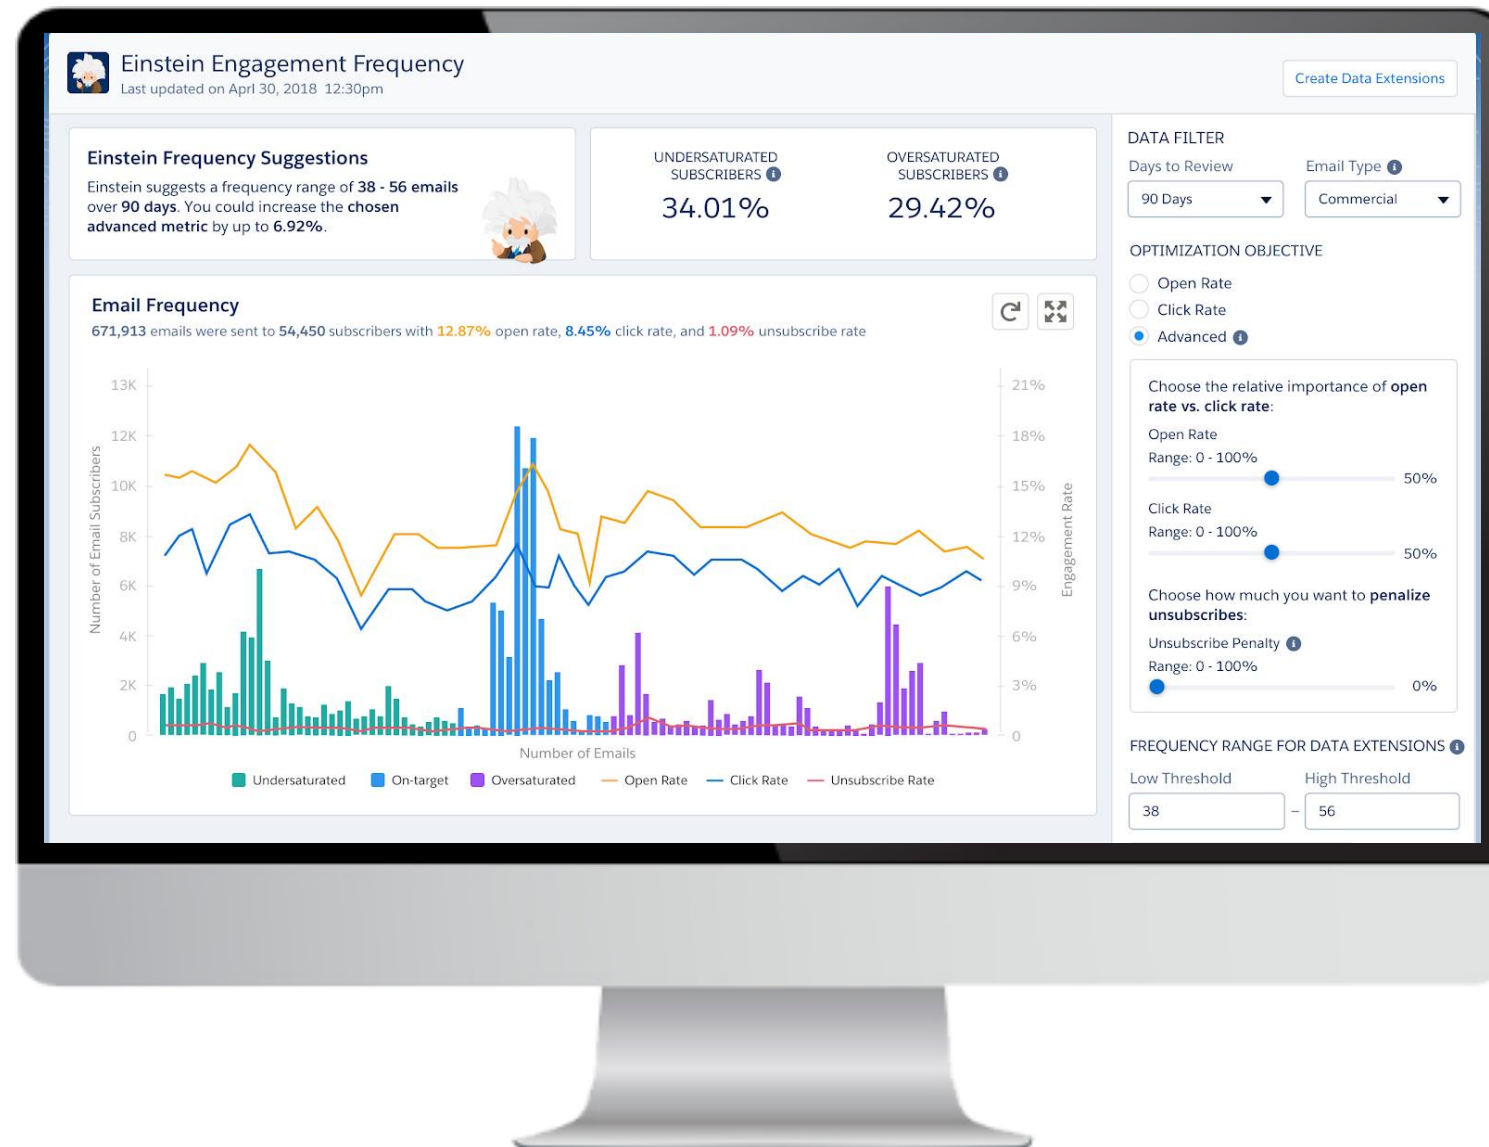 Einstein Engagement Frequency
Last updated on Aprl 30, 2018 12:30pm
Create Data Extensions
Einstein Frequency Suggestions
Einstein suggests a frequency range of 38 - 56 emails
over 90 days. You could increase the chosen
advanced metric by up to 6.92%.
UNDERSATURATED
SUBSCRIBERS
34.01%
OVERSATURATED
SUBSCRIBERS
29.42%
Email Frequency
671,913 emails were sent to 54,450 subscribers with 12.87% open rate, 8.45% click rate, and 1.09% unsubscribe rate
Number of Email Subscribers
13K
12K
10K
8K
6K
4K
2K
0
21%
18%
15%
12%
9%
6%
3%
0
Engagement Rate
Number of Emails
Undersaturated
On-target
Oversaturated
Open Rate
Click Rate
Unsubscribe Rate
DATA FILTER
Days to Review
90 Days
Email Type
Commercial
OPTIMIZATION OBJECTIVE
Open Rate
Click Rate
Advanced
Choose the relative importance of open
rate vs. click rate:
Open Rate
Range: 0 - 100%
50%
Click Rate
Range: 0 - 100%
50%
Choose how much you want to penalize
unsubscribes:
Unsubscribe Penalty
Range: 0 - 100%
0%
FREQUENCY RANGE FOR DATA EXTENSIONS
Low Threshold
38
–
High Threshold
56